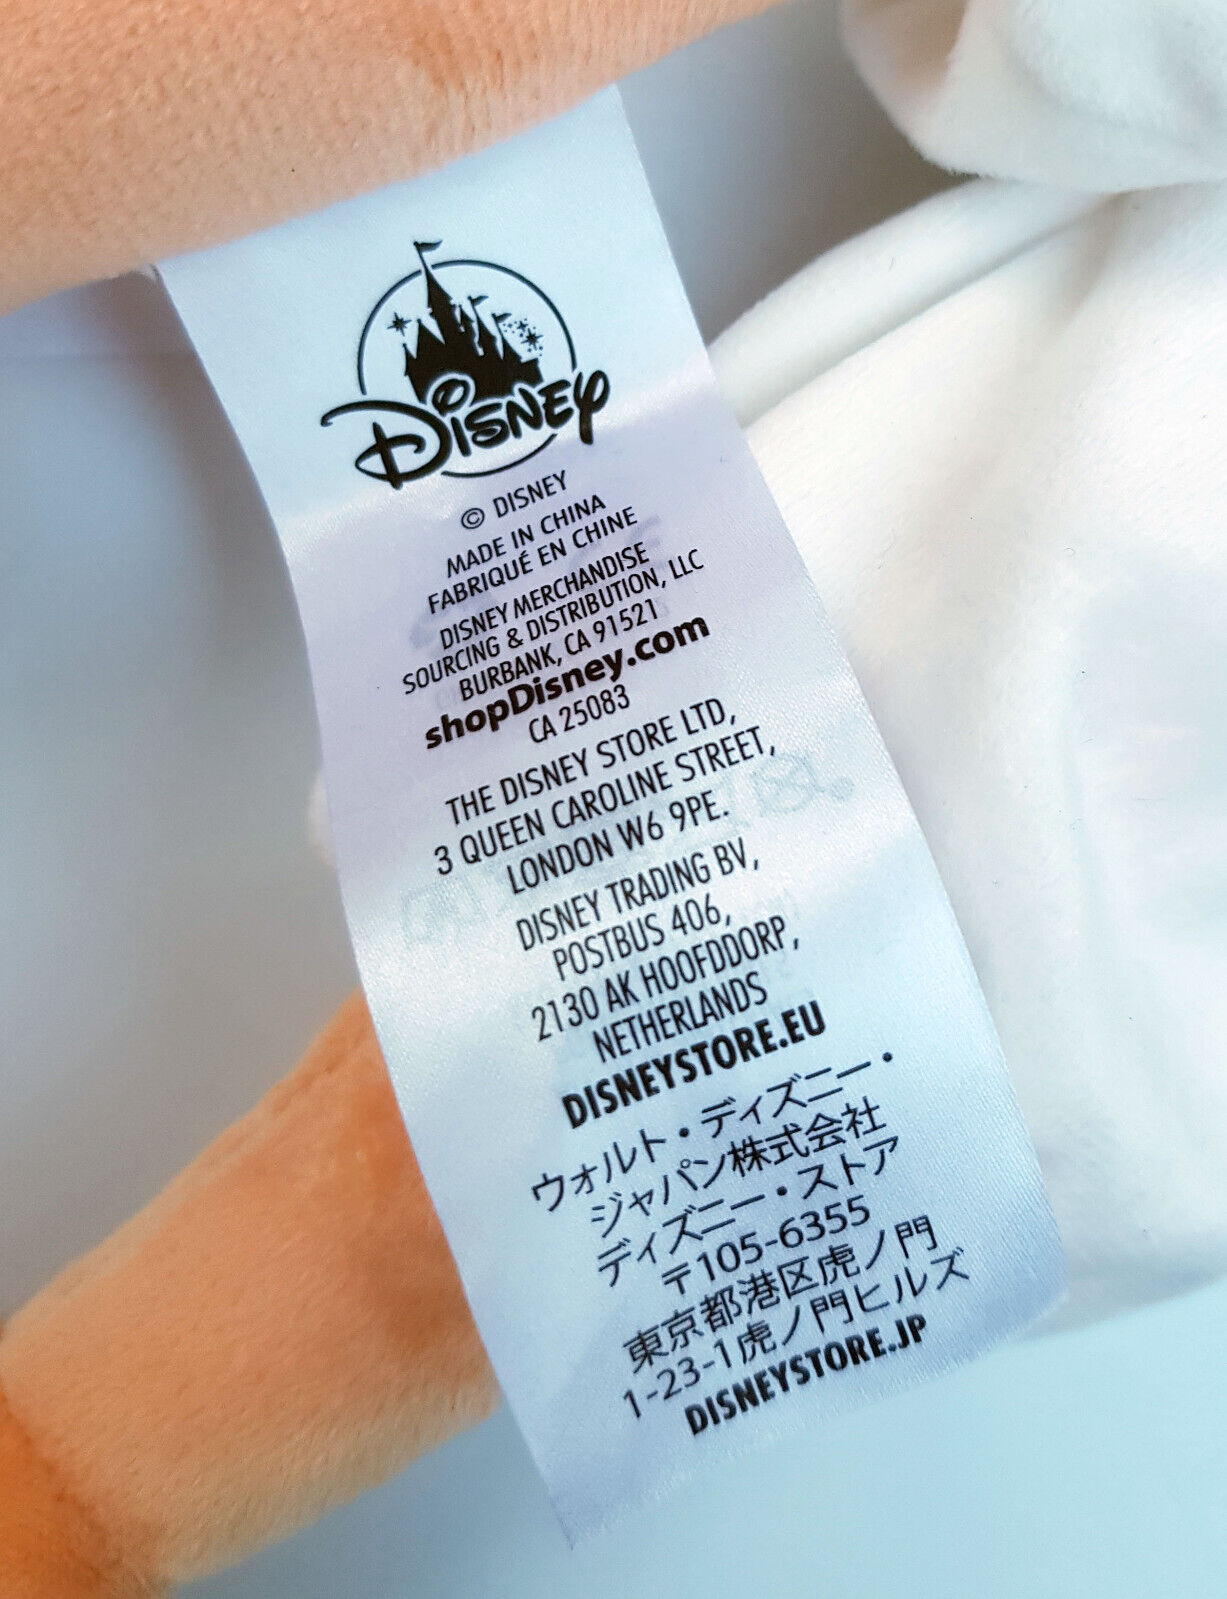 Disney
© DISNEY
MADE IN CHINA
FABRIQUÉ EN CHINE
DISNEY MERCHANDISE
SOURCING & DISTRIBUTION, LLC
BURBANK, CA 91521
shopDisney.com
CA 25083
THE DISNEY STORE LTD,
3 QUEEN CAROLINE STREET,
LONDON W6 9PE.
DISNEY TRADING BV,
POSTBUS 406,
2130 AK HOOFDDORP,
NETHERLANDS
DISNEYSTORE.EU
ウォルト・ディズニー・
ジャパン株式会社
ディズニー・ストア
〒105-6355
東京都港区虎ノ門
1-23-1虎ノ門ヒルズ
DISNEYSTORE.JP